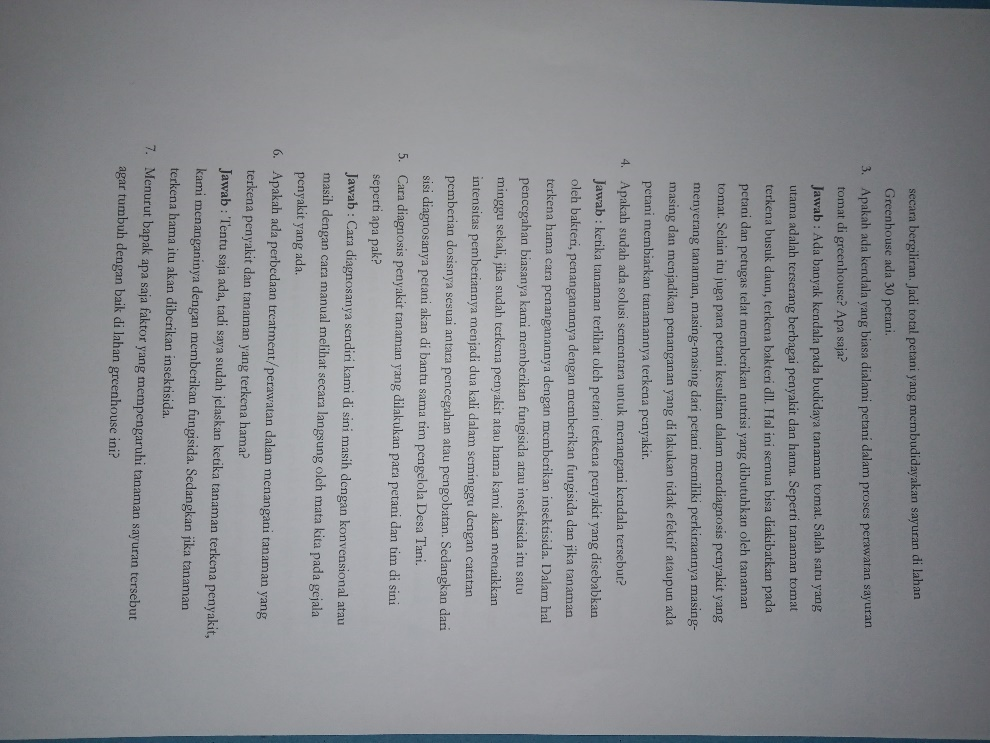 secara bergiliran. Jadi total petani yang membudidayakan sayuran di lahan
Greenhouse ada 30 petani.
3. Apakah ada kendala yang biasa dialami petani dalam proses perawatan sayuran
tomat di greenhouse? Apa saja?
Jawab : Ada banyak kendala pada budidaya tanaman tomat. Salah satu yang
utama adalah terserang berbagai penyakit dan hama. Seperti tanaman tomat
terkena busuk daun, terkena bakteri dll. Hal ini semua bisa diakibatkan pada
petani dan petugas telat memberikan nutrisi yang dibutuhkan oleh tanaman
tomat. Selain itu juga para petani kesulitan dalam mendiagnosis penyakit yang
menyerang tanaman, masing-masing dari petani memiliki perkiraannya masing-
masing dan menjadikan penanganan yang di lakukan tidak efektif ataupun ada
petani membiarkan tanamannya terkena penyakit.
4. Apakah sudah ada solusi sementara untuk menangani kendala tersebut?
Jawab : ketika tanaman terlihat oleh petani terkena penyakit yang disebabkan
oleh bakteri, penanganannya dengan memberikan fungisida dan jika tanaman
terkena hama cara penanganannya dengan memberikan insektisida. Dalam hal
pencegahan biasanya kami memberikan fungisida atau insektisida itu satu
minggu sekali, jika sudah terkena penyakit atau hama kami akan menaikkan
intensitas pemberiannya menjadi dua kali dalam seminggu dengan catatan
pemberian dosisnya sesuai antara pencegahan atau pengobatan. Sedangkan dari
sisi diagnosanya petani akan di bantu sama tim pengelola Desa Tani.
5. Cara diagnosis penyakit tanaman yang dilakukan para petani dan tim di sini
seperti apa pak?
Jawab : Cara diagnosanya sendiri kami di sini masih dengan konvensional atau
masih dengan cara manual melihat secara langsung oleh mata kita pada gejala
penyakit yang ada.
6. Apakah ada perbedaan treatment/perawatan dalam menangani tanaman yang
terkena penyakit dan tanaman yang terkena hama?
Jawab : Tentu saja ada, tadi saya sudah jelaskan ketika tanaman terkena penyakit,
kami menanganinya dengan memberikan fungisida. Sedangkan jika tanaman
terkena hama itu akan diberikan insektisida.
7. Menurut bapak apa saja faktor yang mempengaruhi tanaman sayuran tersebut
agar tumbuh dengan baik di lahan greenhouse ini?